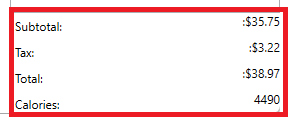 Subtotal: :$35.75
Tax: :$3.22
Total: :$38.97
Calories: 4490